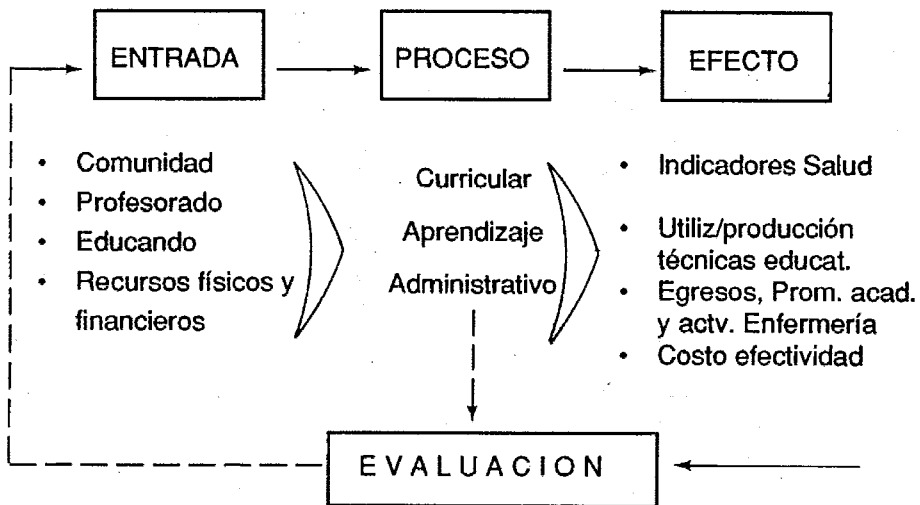 ENTRADA
PROCESO
EFECTO
• Comunidad
• Profesorado
• Educando
• Recursos físicos y
financieros
Curricular
Aprendizaje
Administrativo
• Indicadores Salud
• Utiliz/producción
técnicas educat.
• Egresos, Prom. acad.
y actv. Enfermería
• Costo efectividad
EVALUACION